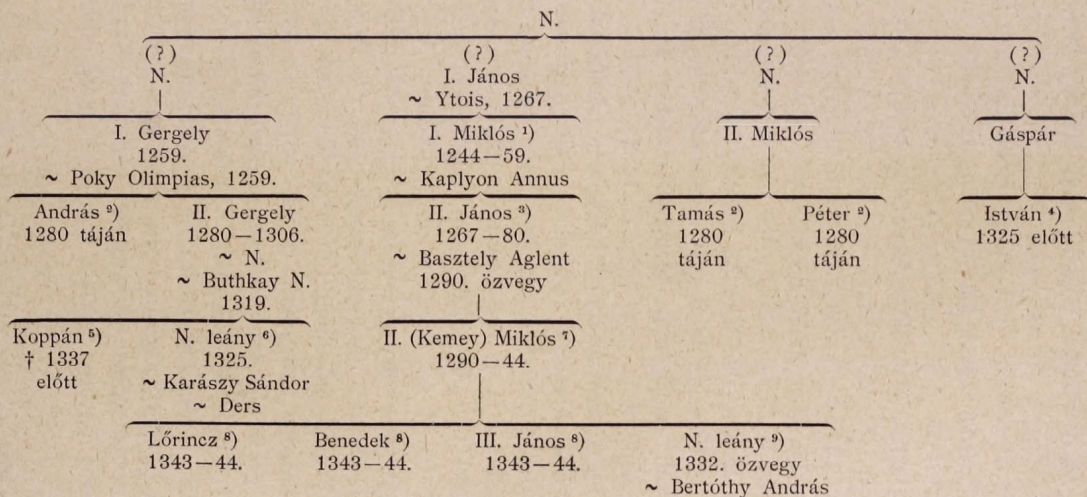 N.
(?) (?) (?) (?)
N. I. János N. N.
~ Ytois, 1267.
I. Gergely I. Miklós ¹) II. Miklós Gáspár
1259. 1244—59.
~ Poky Olimpias, 1259. ~ Kaplyon Annus
András ²) II. Gergely II. János ³) Tamás ²) Péter ²) István ⁴)
1280 táján 1280—1306. 1267—80. 1280 1280 1325 előtt
~ N. ~ Basztely Aglent táján táján
~ Buthkay N. 1290. özvegy
1319.
Koppán ⁵) N. leány ⁶) II. (Kemey) Miklós ⁷)
† 1337 1325. 1290—44.
előtt ~ Karászy Sándor
~ Ders
Lőrincz ⁸) Benedek ⁸) III. János ⁸) N. leány ⁹)
1343—44. 1343—44. 1343—44. 1332. özvegy
~ Bertóthy András